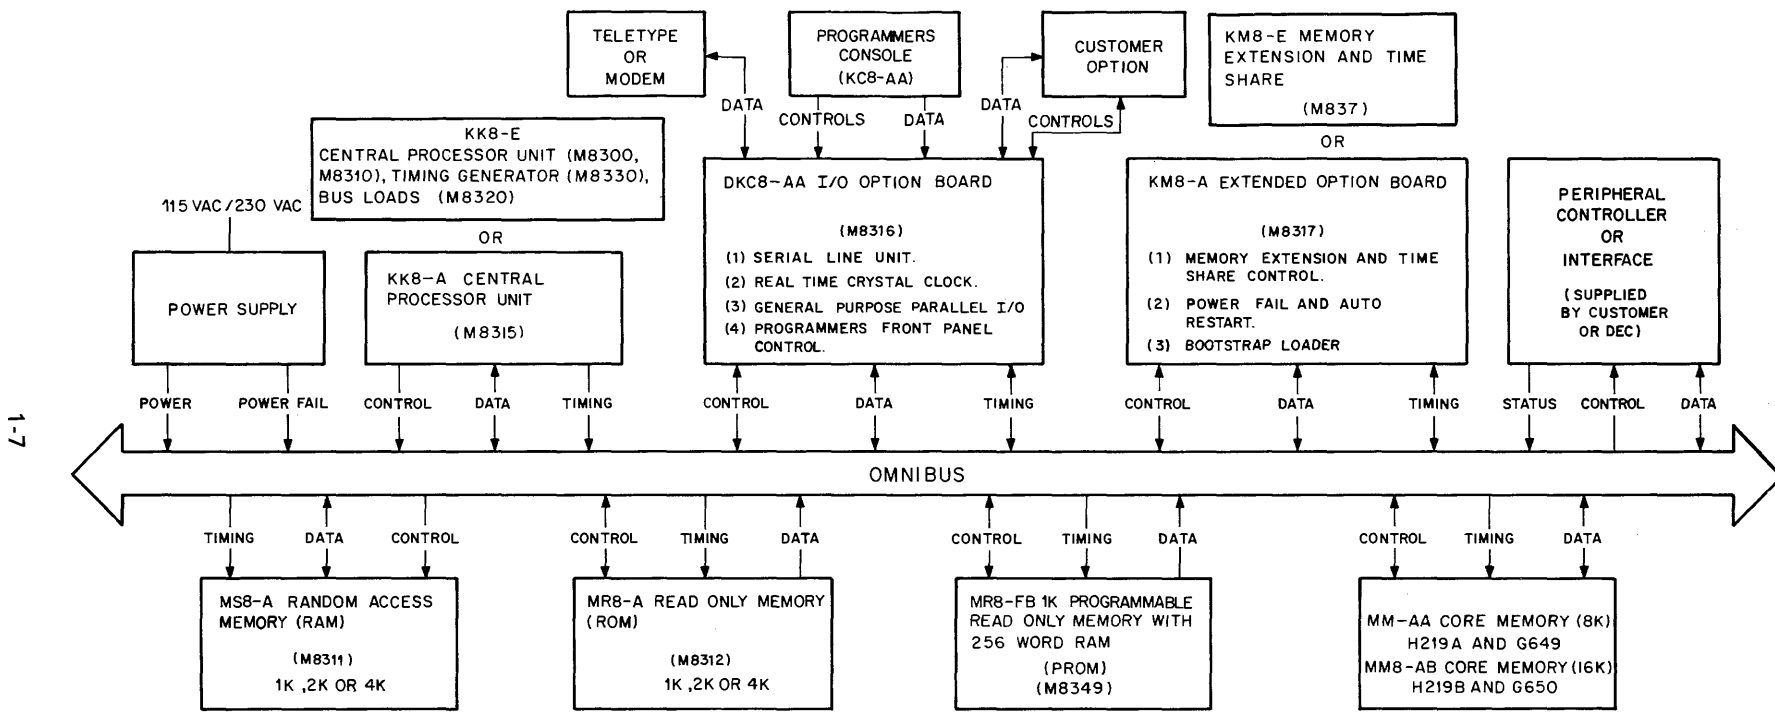 TELETYPE
OR
MODEM
PROGRAMMERS
CONSOLE
(KC8-AA)
CUSTOMER
OPTION
KM8-E MEMORY
EXTENSION AND TIME
SHARE
(M837)
DATA
CONTROLS
DATA
DATA
CONTROLS
OR
KK8-E
CENTRAL PROCESSOR UNIT (M8300,
M8310), TIMING GENERATOR (M8330),
BUS LOADS (M8320)
OR
115 VAC/230 VAC
POWER SUPPLY
KK8-A CENTRAL
PROCESSOR UNIT
(M8315)
DKC8-AA I/O OPTION BOARD
(M8316)
(1) SERIAL LINE UNIT.
(2) REAL TIME CRYSTAL CLOCK.
(3) GENERAL PURPOSE PARALLEL I/O
(4) PROGRAMMERS FRONT PANEL
CONTROL.
KM8-A EXTENDED OPTION BOARD
(M8317)
(1) MEMORY EXTENSION AND TIME
SHARE CONTROL.
(2) POWER FAIL AND AUTO
RESTART.
(3) BOOTSTRAP LOADER
PERIPHERAL
CONTROLLER
OR
INTERFACE
(SUPPLIED
BY CUSTOMER
OR DEC)
POWER
POWER FAIL
CONTROL
DATA
TIMING
CONTROL
DATA
TIMING
CONTROL
DATA
TIMING
STATUS
CONTROL
DATA
1-7
OMNIBUS
TIMING
DATA
CONTROL
CONTROL
TIMING
DATA
CONTROL
TIMING
DATA
CONTROL
TIMING
DATA
MS8-A RANDOM ACCESS
MEMORY (RAM)
(M8311)
1K ,2K OR 4K
MR8-A READ ONLY MEMORY
(ROM)
(M8312)
1K ,2K OR 4K
MR8-FB 1K PROGRAMMABLE
READ ONLY MEMORY WITH
256 WORD RAM
(PROM)
(M8349)
MM-AA CORE MEMORY (8K)
H219A AND G649
MM8-AB CORE MEMORY (16K)
H219B AND G650